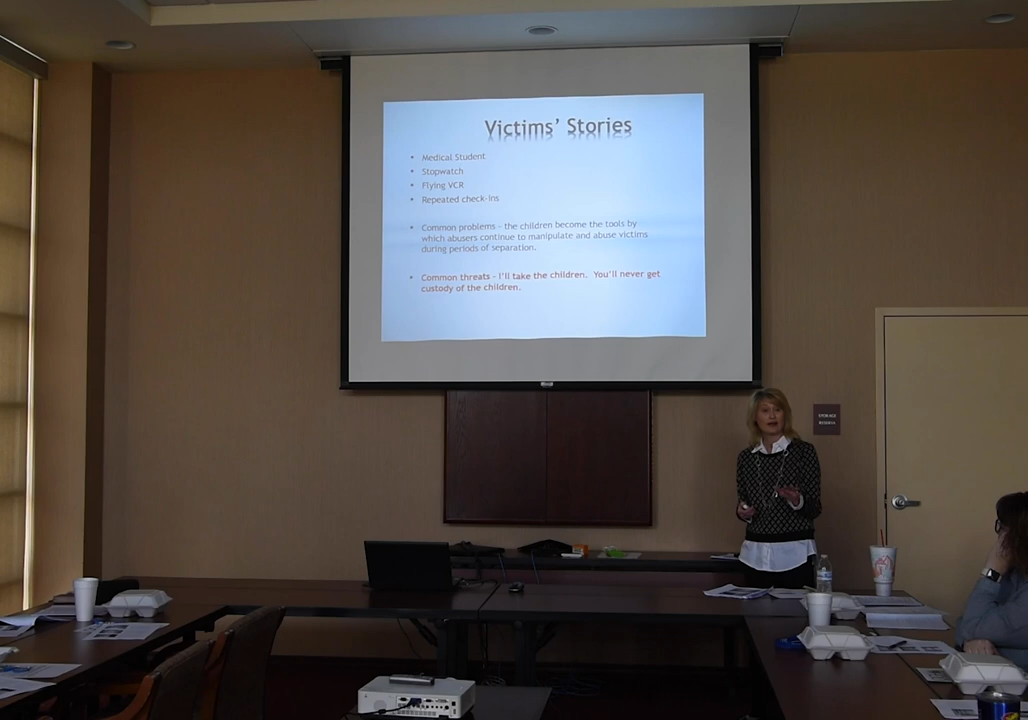 Victims' Stories
• Medical Student
• Stopwatch
• Flying VCR
• Repeated check-ins
• Common problems – the children become the tools by
which abusers continue to manipulate and abuse victims
during periods of separation.
• Common threats – I'll take the children. You'll never get
custody of the children.
STORAGE